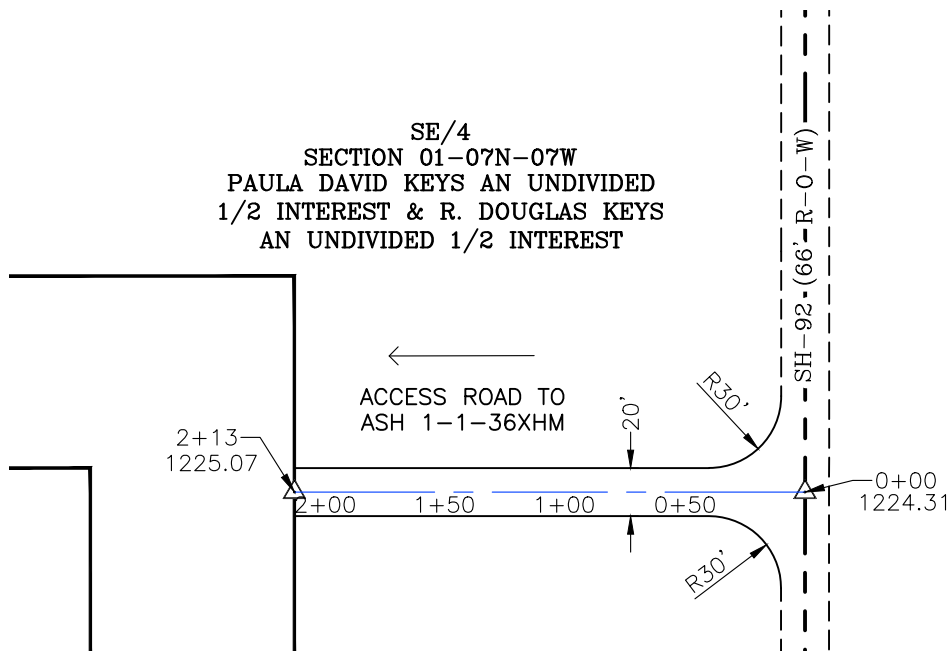 SE/4
SECTION 01-07N-07W
PAULA DAVID KEYS AN UNDIVIDED
1/2 INTEREST & R. DOUGLAS KEYS
AN UNDIVIDED 1/2 INTEREST
SH-92 (66' R-O-W)
ACCESS ROAD TO
ASH 1-1-36XHM
R30'
20'
2+13
1225.07
0+00
1224.31
2+00 1+50 1+00 0+50
R30'